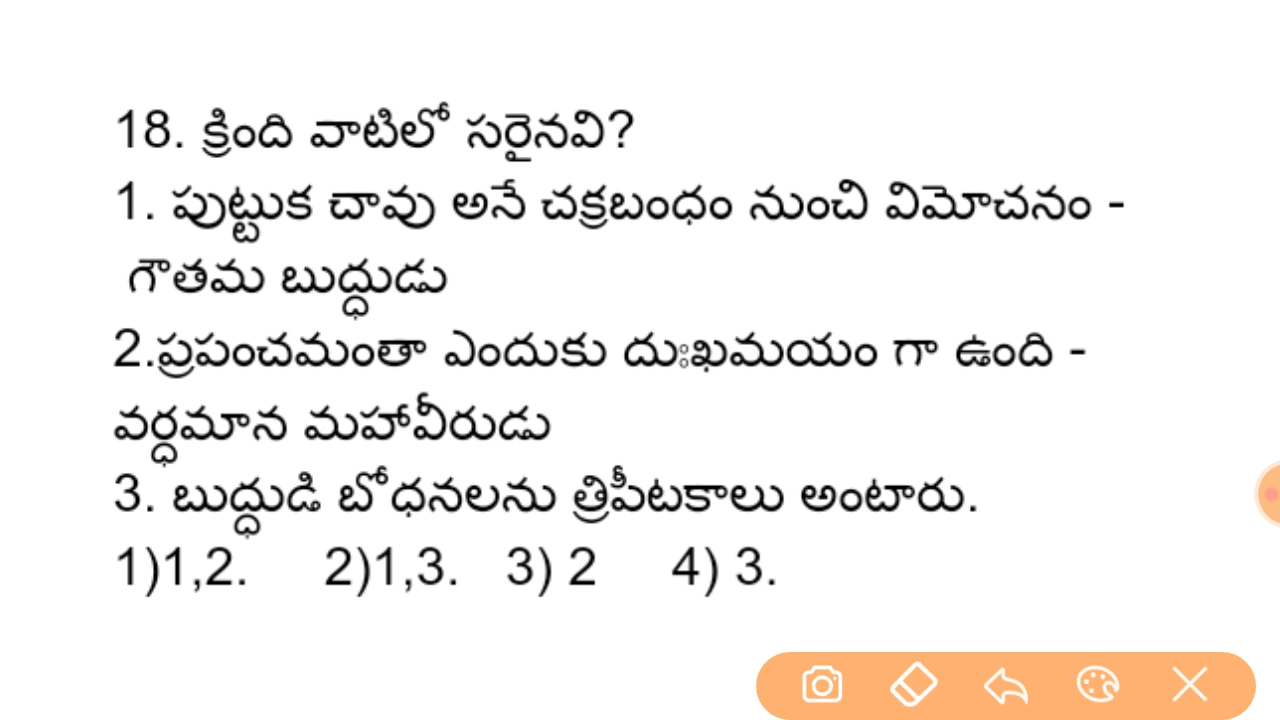 18. క్రింది వాటిలో సరైనవి?
1. పుట్టుక చావు అనే చక్రబంధం నుంచి విమోచనం -
గౌతమ బుద్ధుడు
2.ప్రపంచమంతా ఎందుకు దుఃఖమయం గా ఉంది -
వర్ధమాన మహావీరుడు
3. బుద్ధుడి బోధనలను త్రిపీటకాలు అంటారు.
1)1,2. 2)1,3. 3) 2 4) 3.